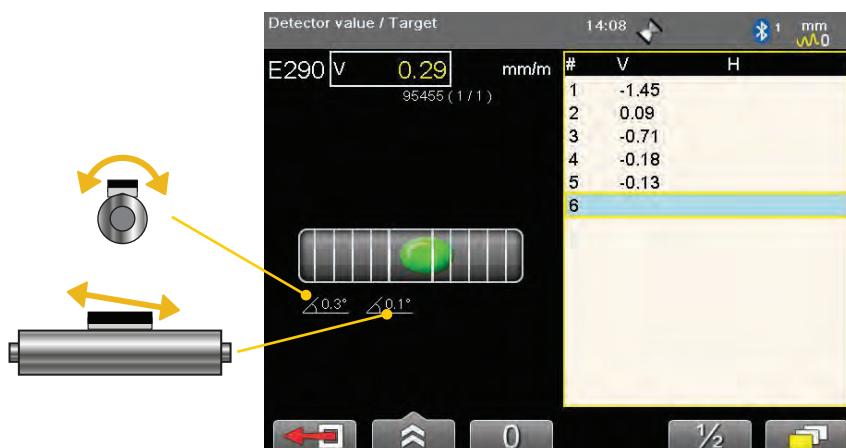 Detector value / Target 14:08 1 mm
0
E290 V 0.29 mm/m
95455 ( 1 / 1 )
# V H
1 -1.45
2 0.09
3 -0.71
4 -0.18
5 -0.13
6
0.3° 0.1°
0 ½